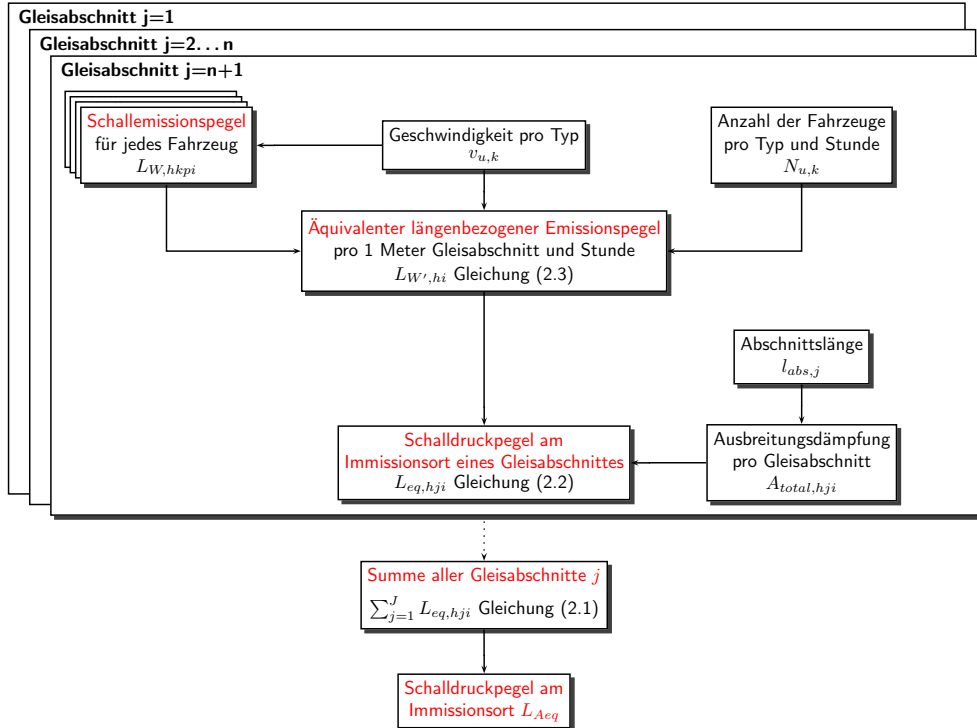 Gleisabschnitt j=1
Gleisabschnitt j=2...n
Gleisabschnitt j=n+1
Schallemissionspegel
für jedes Fahrzeug
$L_{W,hkpi}$
Geschwindigkeit pro Typ
$v_{u,k}$
Anzahl der Fahrzeuge
pro Typ und Stunde
$N_{u,k}$
Äquivalenter längenbezogener Emissionspegel
pro 1 Meter Gleisabschnitt und Stunde
$L_{W',hi}$ Gleichung (2.3)
Abschnittslänge
$l_{abs,j}$
Schalldruckpegel am
Immissionsort eines Gleisabschnittes
$L_{eq,hji}$ Gleichung (2.2)
Ausbreitungsdämpfung
pro Gleisabschnitt
$A_{total,hji}$
Summe aller Gleisabschnitte $j$
$\sum_{j=1}^{J} L_{eq,hji}$ Gleichung (2.1)
Schalldruckpegel am
Immissionsort $L_{Aeq}$